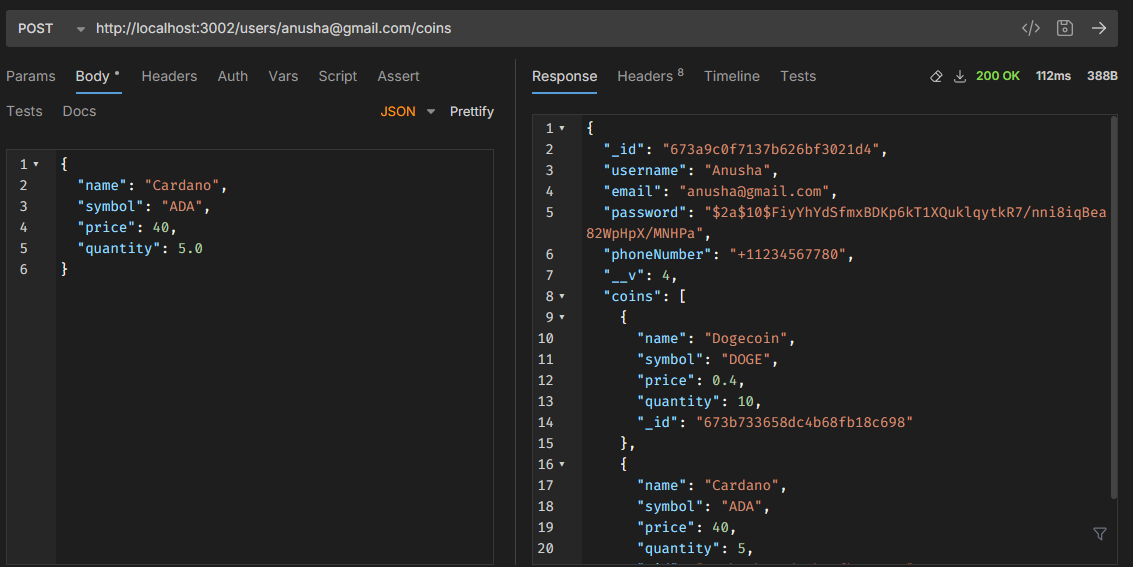 POST http://localhost:3002/users/anusha@gmail.com/coins </>
Params Body Headers Auth Vars Script Assert
Tests Docs JSON Prettify
1 {
2 "name": "Cardano",
3 "symbol": "ADA",
4 "price": 40,
5 "quantity": 5.0
6 }
Response Headers 8 Timeline Tests 200 OK 112ms 388B
1 {
2 "_id": "673a9c0f7137b626bf3021d4",
3 "username": "Anusha",
4 "email": "anusha@gmail.com",
5 "password": "$2a$10$FiyYhYdSfmxBDKp6kT1XQuklqytkR7/nni8iqBea
82WpHpX/MNHPa",
6 "phoneNumber": "+11234567780",
7 "__v": 4,
8 "coins": [
9 {
10 "name": "Dogecoin",
11 "symbol": "DOGE",
12 "price": 0.4,
13 "quantity": 10,
14 "_id": "673b733658dc4b68fb18c698"
15 },
16 {
17 "name": "Cardano",
18 "symbol": "ADA",
19 "price": 40,
20 "quantity": 5,